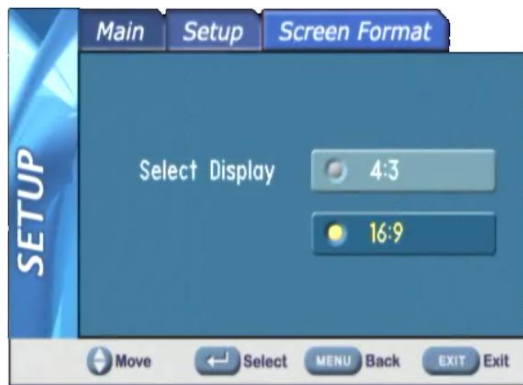 Main Setup Screen Format
SETUP
Select Display 4:3
16:9
Move Select MENU Back EXIT Exit